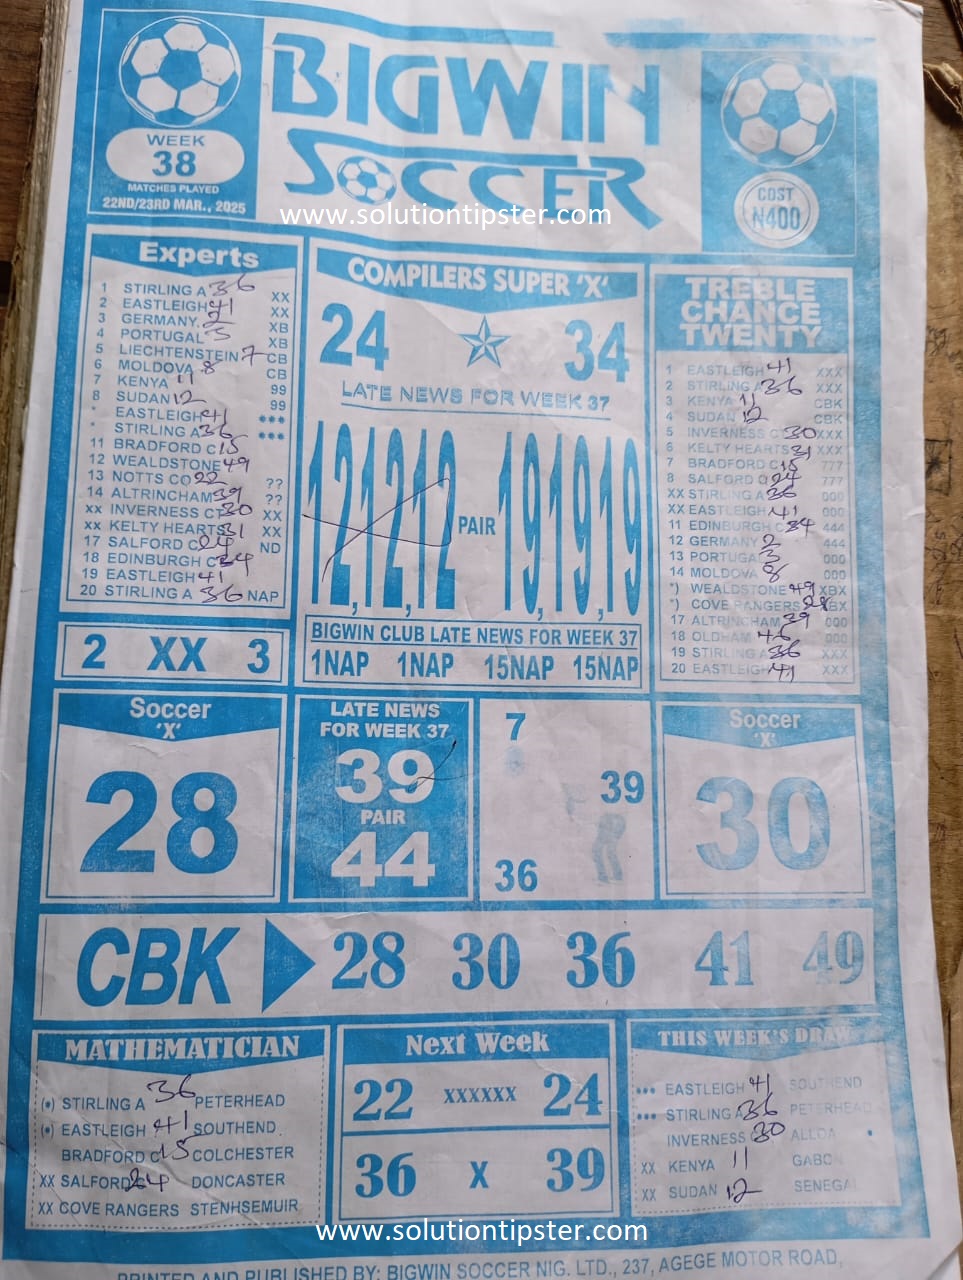 BIGWIN
SOCCER
WEEK
38
MATCHES PLAYED
22ND/23RD MAR., 2025
COST
₦400
www.solutiontipster.com
Experts
1 STIRLING A 36 XX
2 EASTLEIGH 41 XX
3 GERMANY 2 XB
4 PORTUGAL 3 XB
5 LIECHTENSTEIN 7 CB
6 MOLDOVA 8 CB
7 KENYA 11 99
8 SUDAN 12 99
* EASTLEIGH 41 ***
* STIRLING A 36 ***
11 BRADFORD C 15
12 WEALDSTONE 49
13 NOTTS CO 22 ??
14 ALTRINCHAM 39 ??
xx INVERNESS CT 30 XX
xx KELTY HEARTS 31 XX
17 SALFORD C 24 ND
18 EDINBURGH C 34
19 EASTLEIGH 41
20 STIRLING A 36 NAP
COMPILERS SUPER 'X'
24 34
LATE NEWS FOR WEEK 37
12,12,12,12 PAIR 19,19,19,19
BIGWIN CLUB LATE NEWS FOR WEEK 37
1NAP 1NAP 15NAP 15NAP
TREBLE
CHANCE
TWENTY
1 EASTLEIGH 41 XXX
2 STIRLING A 36 XXX
3 KENYA 11 CBK
4 SUDAN 12 CBK
5 INVERNESS C 30 XXX
6 KELTY HEARTS 31 XXX
7 BRADFORD C 15 777
8 SALFORD C 24 777
XX STIRLING A 36 000
XX EASTLEIGH 41 000
11 EDINBURGH C 34 444
12 GERMANY 2 444
13 PORTUGAL 3 000
14 MOLDOVA 8 000
*) WEALDSTONE 49 XBX
*) COVE RANGERS 28 XBX
17 ALTRINCHAM 39 000
18 OLDHAM 46 000
19 STIRLING A 36 XXX
20 EASTLEIGH 41 XXX
2 XX 3
Soccer
'X'
28
LATE NEWS
FOR WEEK 37
39
PAIR
44
7
39
36
Soccer
'X'
30
CBK 28 30 36 41 49
MATHEMATICIAN
(•) STIRLING A 36 PETERHEAD
(•) EASTLEIGH 41 SOUTHEND
BRADFORD C 15 COLCHESTER
XX SALFORD C 24 DONCASTER
XX COVE RANGERS STENHSEMUIR
Next Week
22 XXXXXX 24
36 X 39
THIS WEEK'S DRAW
••• EASTLEIGH 41 SOUTHEND
••• STIRLING A 36 PETERHEAD
INVERNESS C 30 ALLOA •
XX KENYA 11 GABON
XX SUDAN 12 SENEGAL
www.solutiontipster.com
PRINTED AND PUBLISHED BY: BIGWIN SOCCER NIG. LTD., 237, AGEGE MOTOR ROAD,